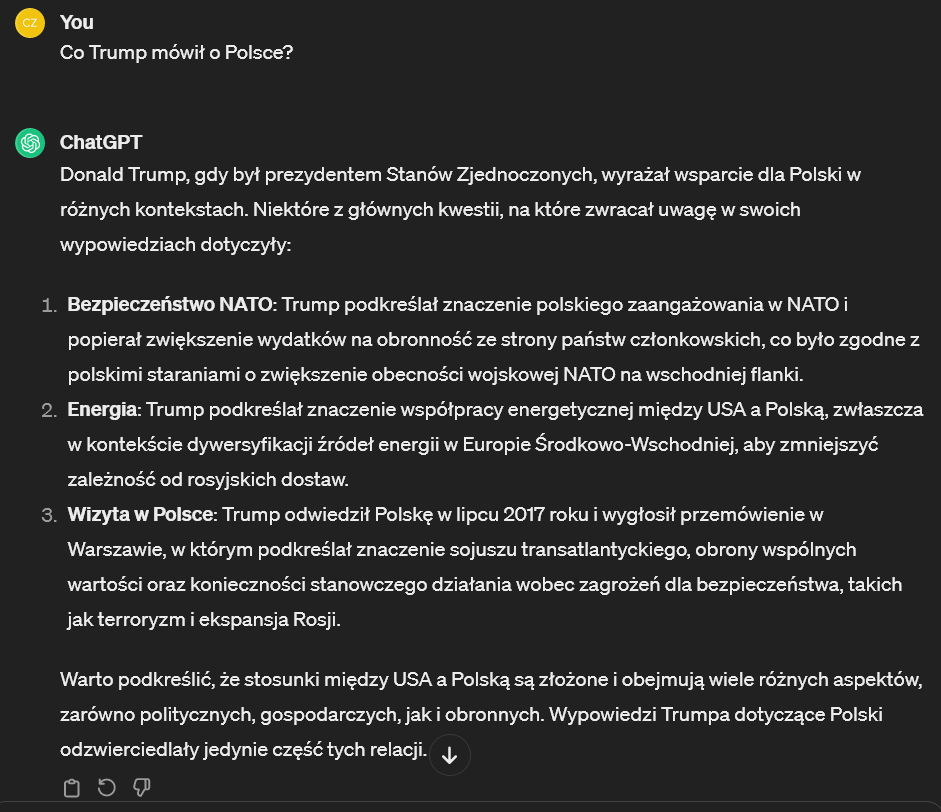 CZ
You
Co Trump mówił o Polsce?
ChatGPT
Donald Trump, gdy był prezydentem Stanów Zjednoczonych, wyrażał wsparcie dla Polski w
różnych kontekstach. Niektóre z głównych kwestii, na które zwracał uwagę w swoich
wypowiedziach dotyczyły:
1. Bezpieczeństwo NATO: Trump podkreślał znaczenie polskiego zaangażowania w NATO i
popierał zwiększenie wydatków na obronność ze strony państw członkowskich, co było zgodne z
polskimi staraniami o zwiększenie obecności wojskowej NATO na wschodniej flanki.
2. Energia: Trump podkreślał znaczenie współpracy energetycznej między USA a Polską, zwłaszcza
w kontekście dywersyfikacji źródeł energii w Europie Środkowo-Wschodniej, aby zmniejszyć
zależność od rosyjskich dostaw.
3. Wizyta w Polsce: Trump odwiedził Polskę w lipcu 2017 roku i wygłosił przemówienie w
Warszawie, w którym podkreślał znaczenie sojuszu transatlantyckiego, obrony wspólnych
wartości oraz konieczności stanowczego działania wobec zagrożeń dla bezpieczeństwa, takich
jak terroryzm i ekspansja Rosji.
Warto podkreślić, że stosunki między USA a Polską są złożone i obejmują wiele różnych aspektów,
zarówno politycznych, gospodarczych, jak i obronnych. Wypowiedzi Trumpa dotyczące Polski
odzwierciedlały jedynie część tych relacji.